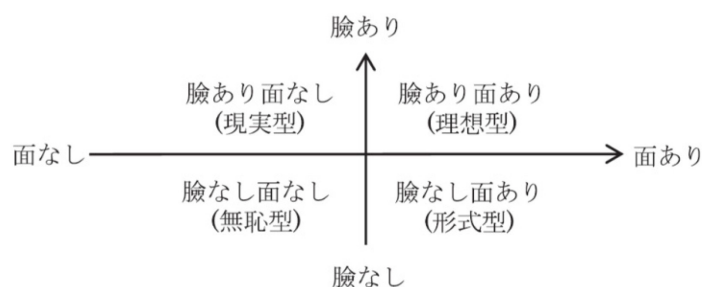 臉あり
臉あり面なし
(現実型)
臉あり面あり
(理想型)
面なし
面あり
臉なし面なし
(無恥型)
臉なし面あり
(形式型)
臉なし